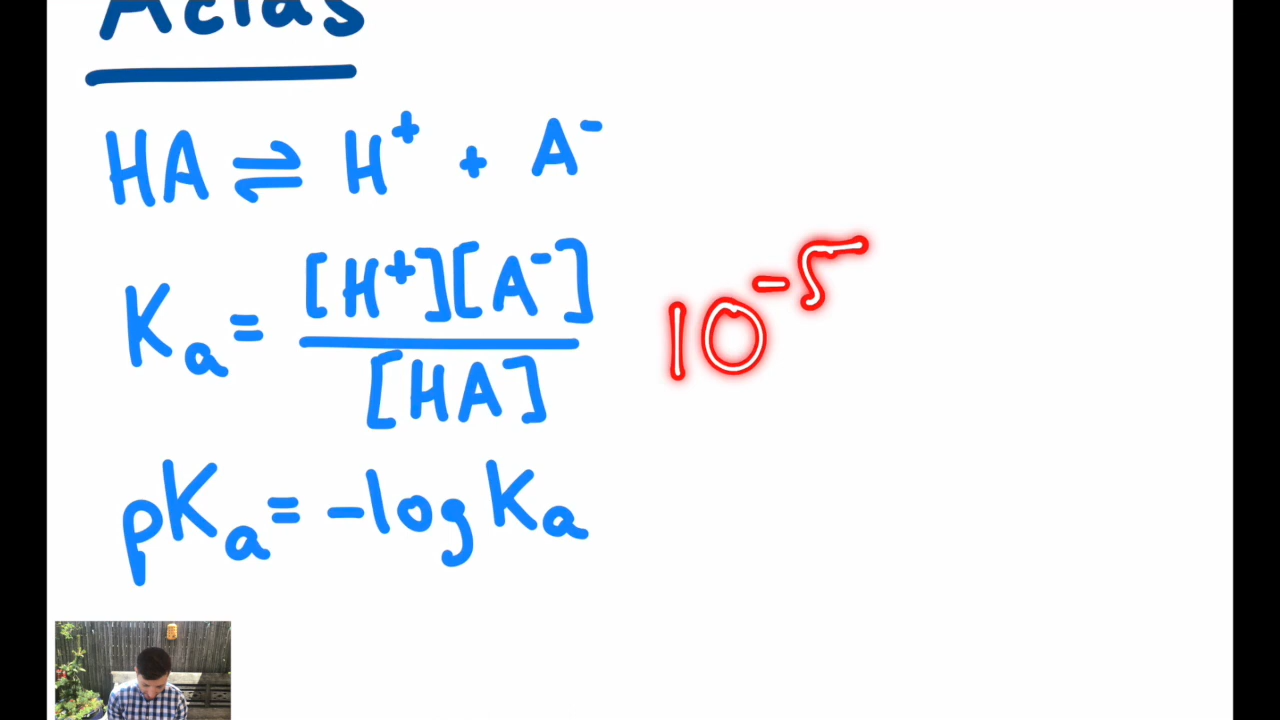 Acids
HA ⇌ H⁺ + A⁻
Kₐ = [H⁺][A⁻] / [HA]
10⁻⁵
pKₐ = -log Kₐ